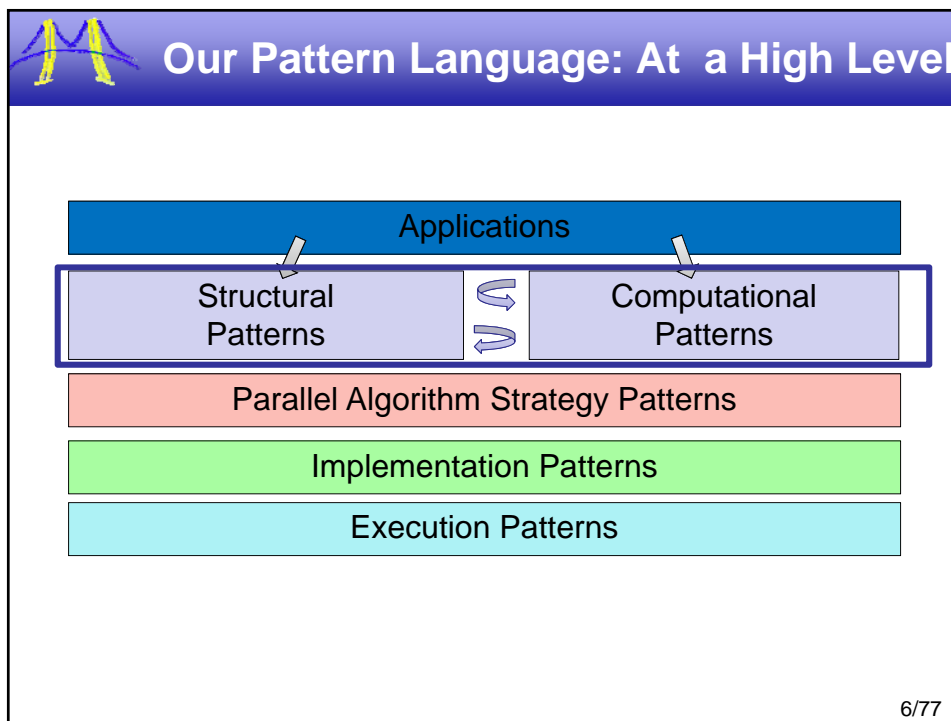 Our Pattern Language: At  a High Level
Applications
Structural
Patterns
Computational
Patterns
Parallel Algorithm Strategy Patterns
Implementation Patterns
Execution Patterns
6/77